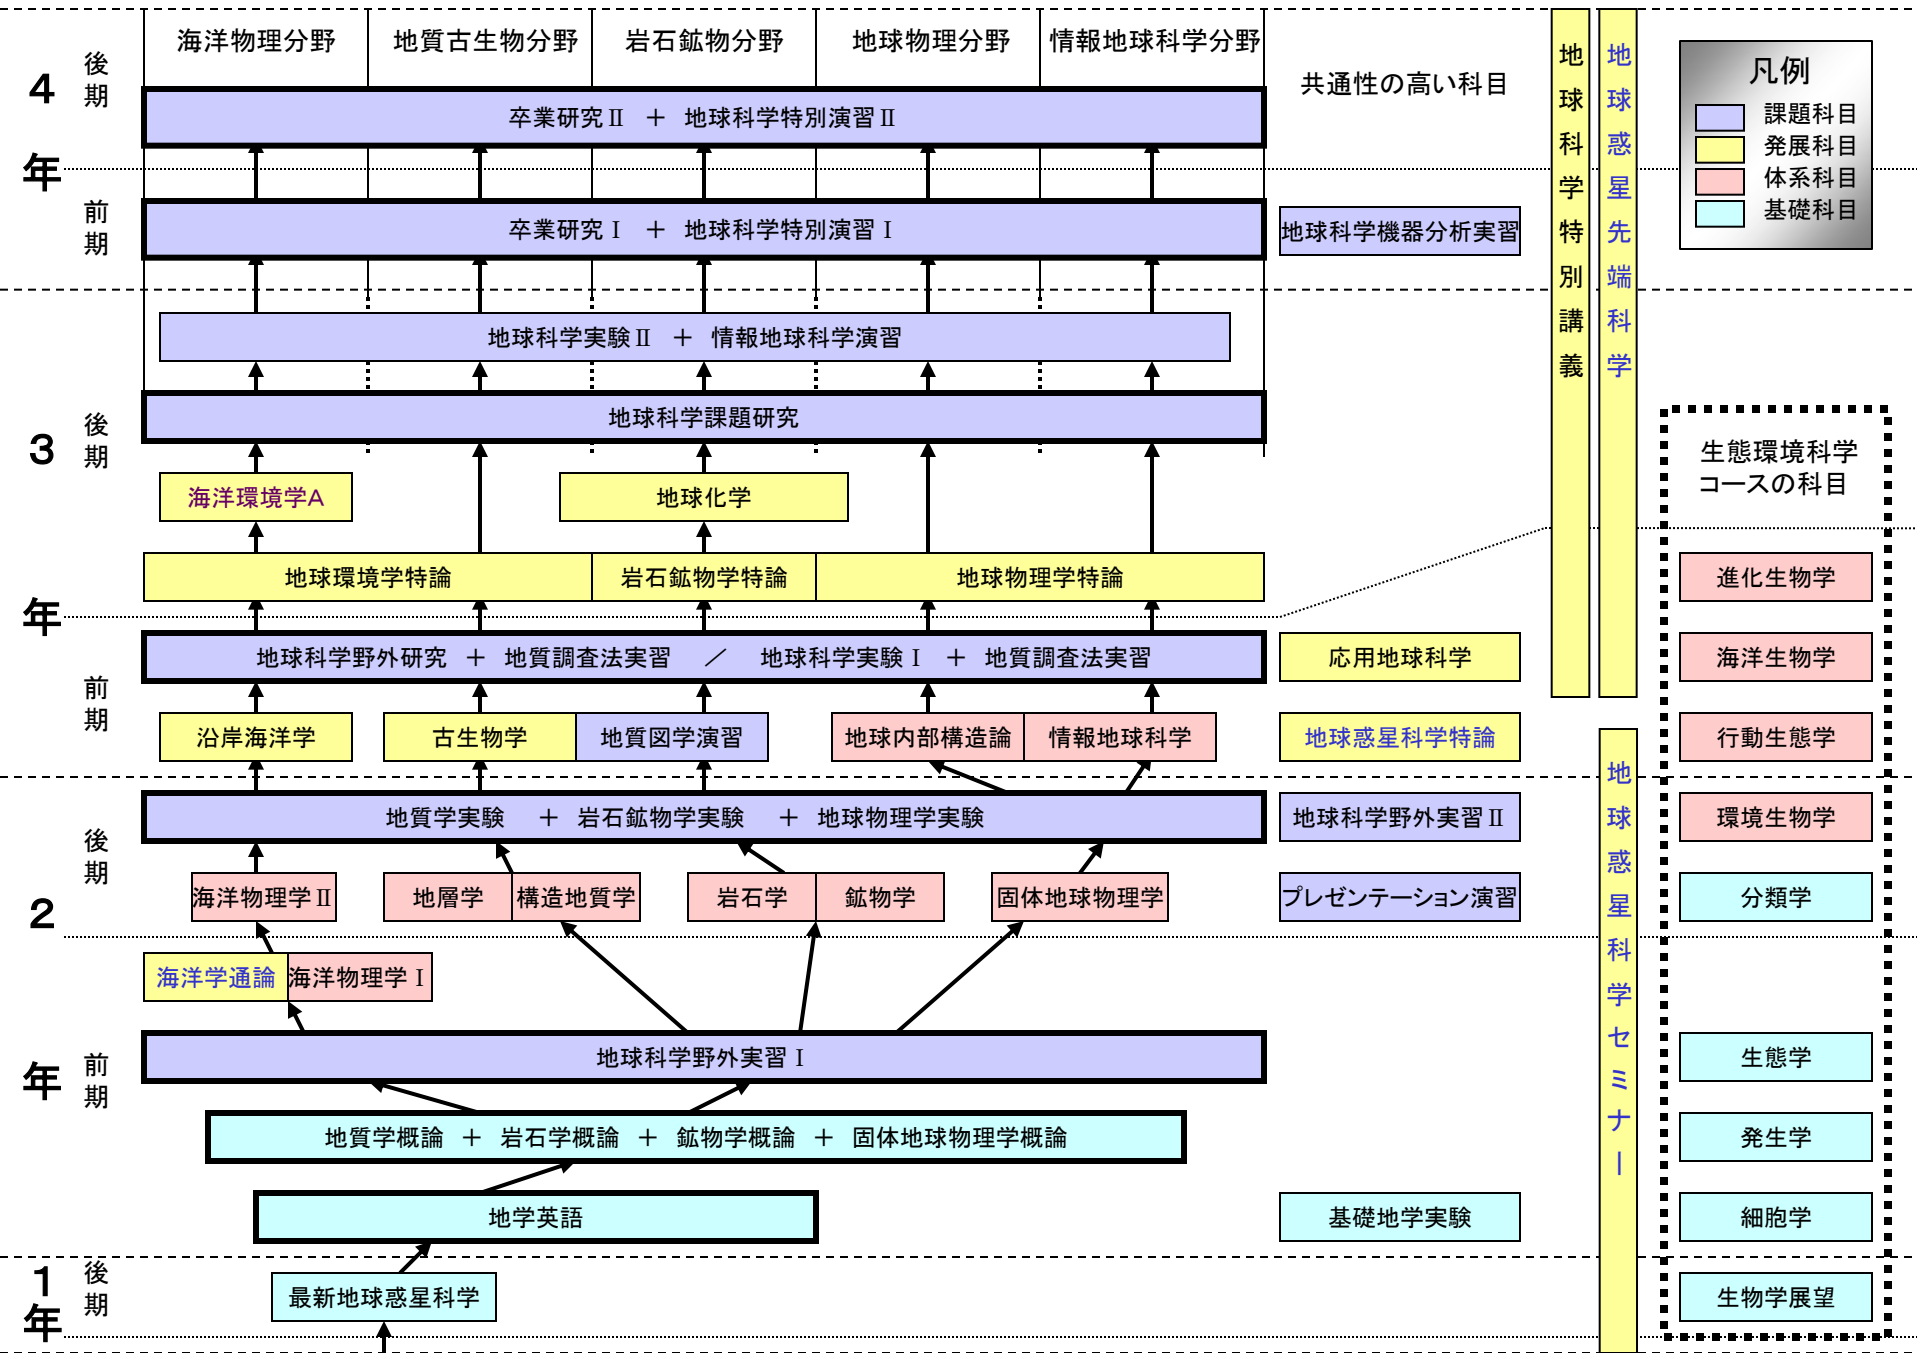 海洋物理分野
地質古生物分野
岩石鉱物分野
地球物理分野
情報地球科学分野
共通性の高い科目
地球科学特別講義
地球惑星先端科学
凡例
課題科目
発展科目
体系科目
基礎科目
4
年
後期
前期
卒業研究Ⅱ ＋ 地球科学特別演習Ⅱ
卒業研究Ⅰ ＋ 地球科学特別演習Ⅰ
地球科学機器分析実習
3
年
後期
前期
地球科学実験Ⅱ ＋ 情報地球科学演習
地球科学課題研究
海洋環境学A
地球化学
地球環境学特論
岩石鉱物学特論
地球物理学特論
地球科学野外研究 ＋ 地質調査法実習 ／ 地球科学実験Ⅰ ＋ 地質調査法実習
応用地球科学
沿岸海洋学
古生物学
地質図学演習
地球内部構造論
情報地球科学
地球惑星科学特論
生態環境科学
コースの科目
進化生物学
海洋生物学
行動生態学
地球惑星科学セミナー
2
年
後期
前期
地質学実験 ＋ 岩石鉱物学実験 ＋ 地球物理学実験
地球科学野外実習Ⅱ
環境生物学
海洋物理学Ⅱ
地層学
構造地質学
岩石学
鉱物学
固体地球物理学
プレゼンテーション演習
分類学
海洋学通論
海洋物理学Ⅰ
地球科学野外実習Ⅰ
生態学
地質学概論 ＋ 岩石学概論 ＋ 鉱物学概論 ＋ 固体地球物理学概論
発生学
地学英語
基礎地学実験
細胞学
1
年
後期
最新地球惑星科学
生物学展望